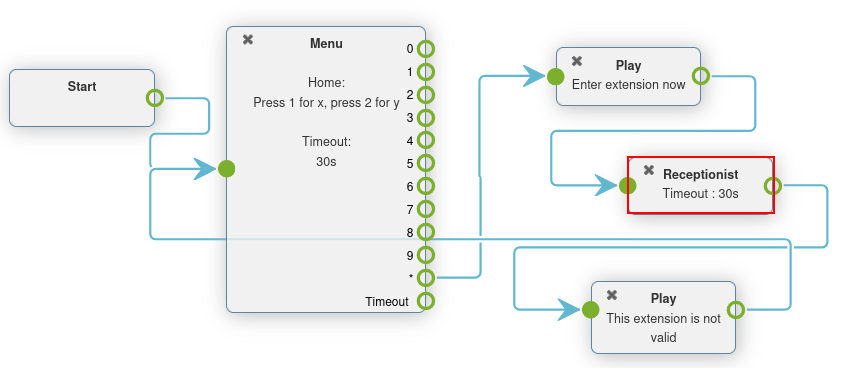 Start
Menu
Home:
Press 1 for x, press 2 for y
Timeout:
30s
0
1
2
3
4
5
6
7
8
9
*
Timeout
Play
Enter extension now
Receptionist
Timeout : 30s
Play
This extension is not
valid